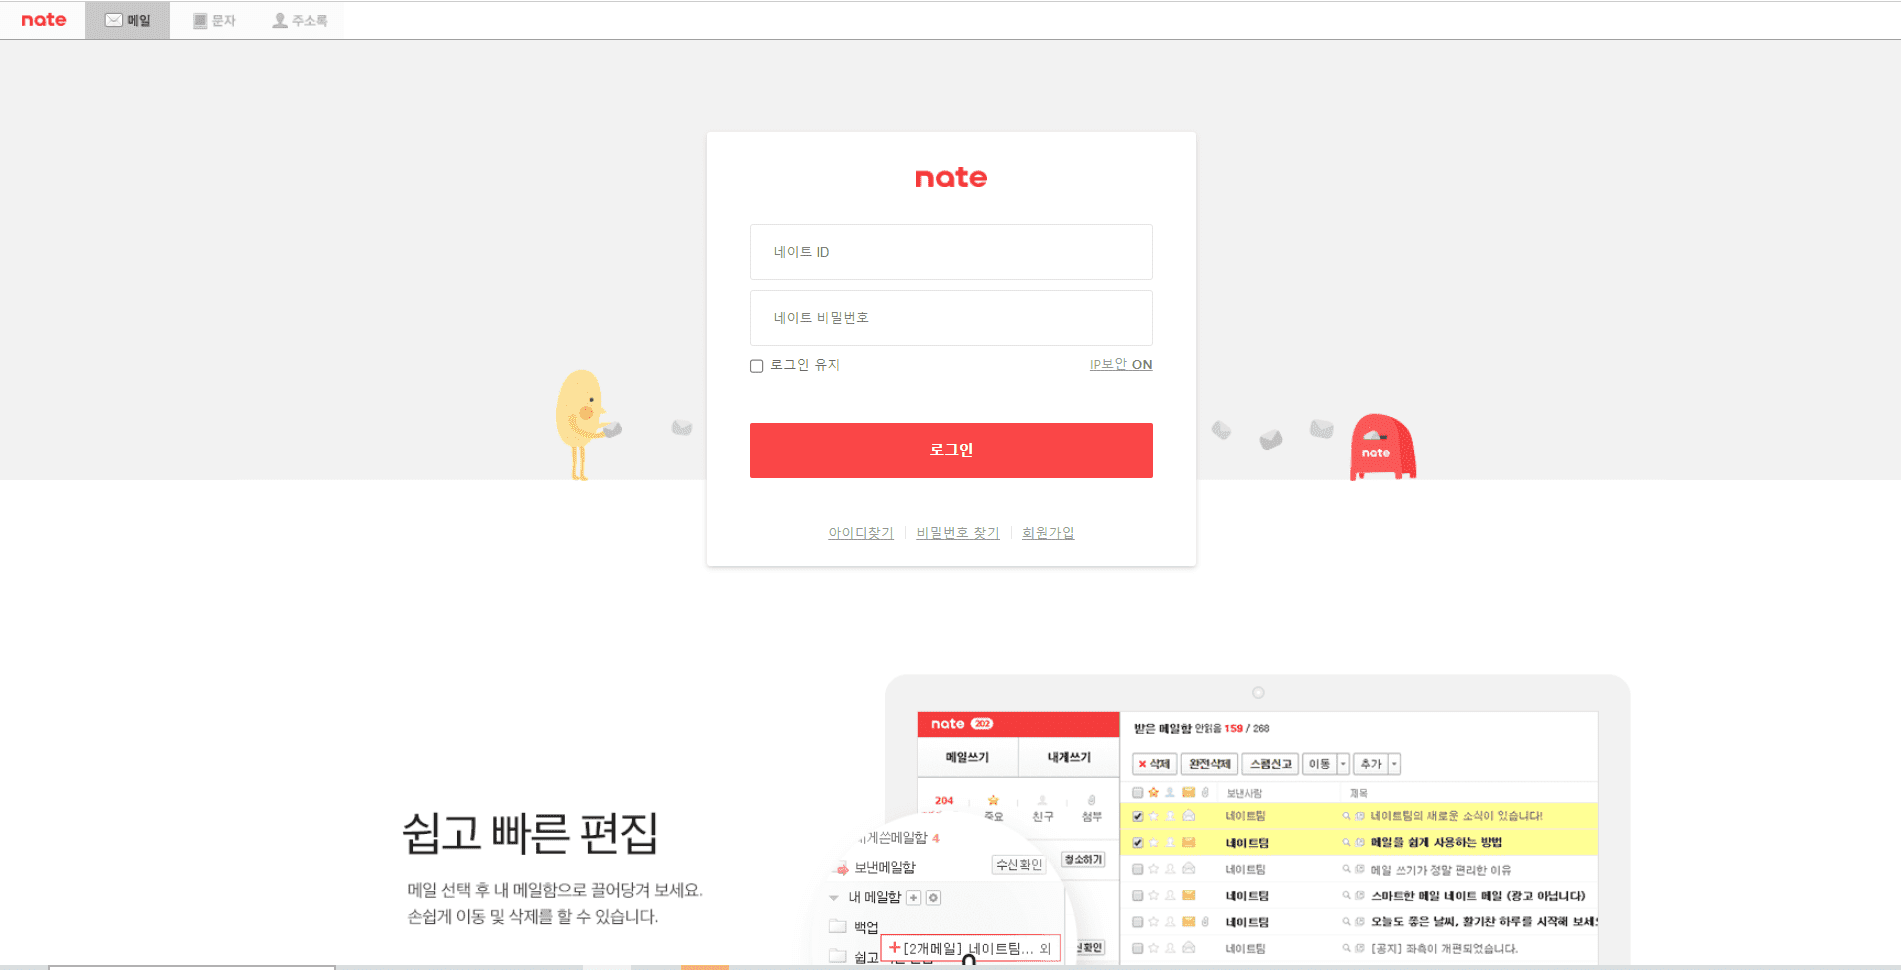 nate 메일 문자 주소록
nate
네이트 ID
네이트 비밀번호
로그인 유지 IP보안 ON
로그인
nate
아이디찾기 비밀번호 찾기 회원가입
쉽고 빠른 편집
메일 선택 후 내 메일함으로 끌어당겨 보세요.
손쉽게 이동 및 삭제를 할 수 있습니다.
nate 202
메일쓰기 내게쓰기
204 중요 친구 첨부
내게쓴메일함 4
보낸메일함 수신확인
청소하기
내 메일함
백업
[2개메일] 네이트팀... 외
쉽고
받은 메일함 안읽음 159 / 268
삭제 완전삭제 스팸신고 이동 추가
보낸사람 제목
네이트팀 네이트팀의 새로운 소식이 있습니다!
네이트팀 메일을 쉽게 사용하는 방법
네이트팀 메일 쓰기가 정말 편리한 이유
네이트팀 스마트한 메일 네이트 메일 (광고 아닙니다)
네이트팀 오늘도 좋은 날씨, 활기찬 하루를 시작해 보세
네이트팀 [공지] 좌측이 개편되었습니다.